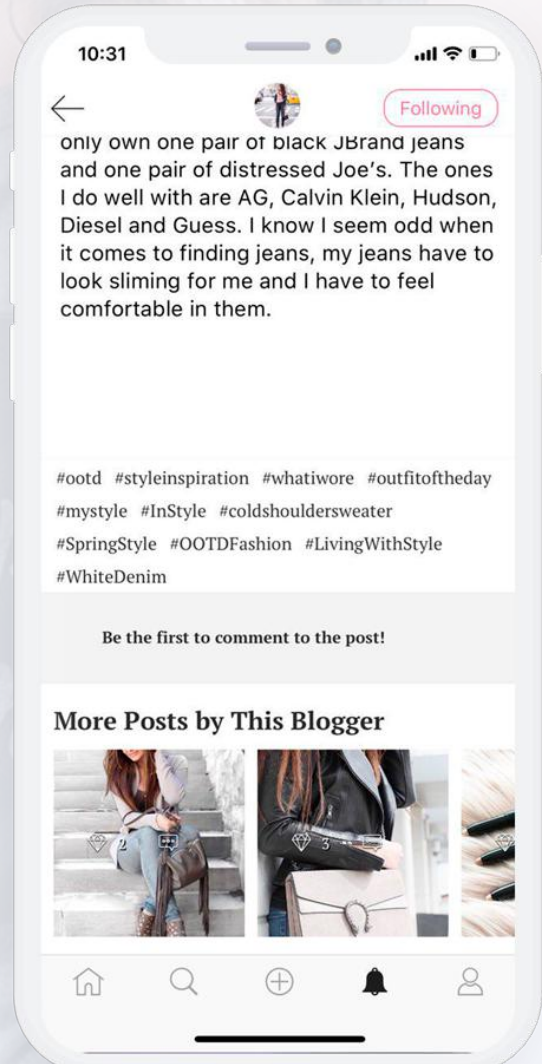 10:31
Following
only own one pair of black JBrand jeans
and one pair of distressed Joe's. The ones
I do well with are AG, Calvin Klein, Hudson,
Diesel and Guess. I know I seem odd when
it comes to finding jeans, my jeans have to
look sliming for me and I have to feel
comfortable in them.
#ootd #styleinspiration #whatiwore #outfitoftheday
#mystyle #InStyle #coldshouldersweater
#SpringStyle #OOTDFashion #LivingWithStyle
#WhiteDenim
Be the first to comment to the post!
More Posts by This Blogger
2 3